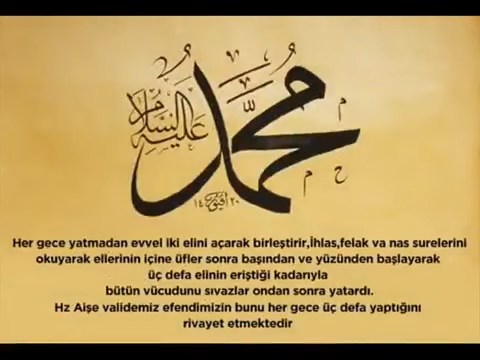 محمد
عليه السلام
Her gece yatmadan evvel iki elini açarak birleştirir,İhlas,felak va nas surelerini
okuyarak ellerinin içine üfler sonra başından ve yüzünden başlayarak
üç defa elinin eriştiği kadarıyla
bütün vücudunu sıvazlar ondan sonra yatardı.
Hz Aişe validemiz efendimizin bunu her gece üç defa yaptığını
rivayet etmektedir